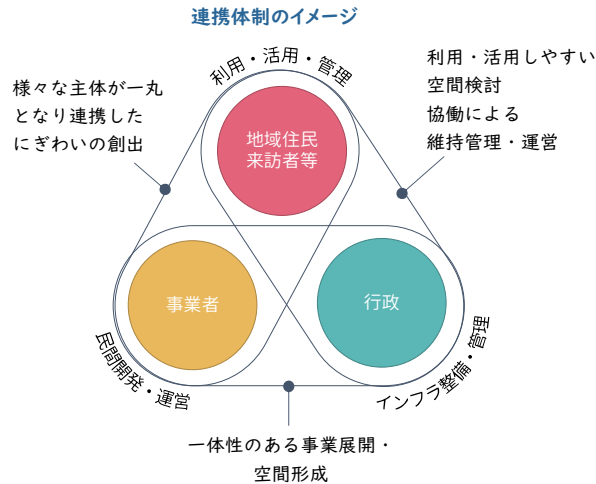 連携体制のイメージ
利用・活用・管理
様々な主体が一丸
となり連携した
にぎわいの創出
利用・活用しやすい
空間検討
協働による
維持管理・運営
地域住民
来訪者等
事業者
行政
民間開発・運営
インフラ整備・管理
一体性のある事業展開・
空間形成